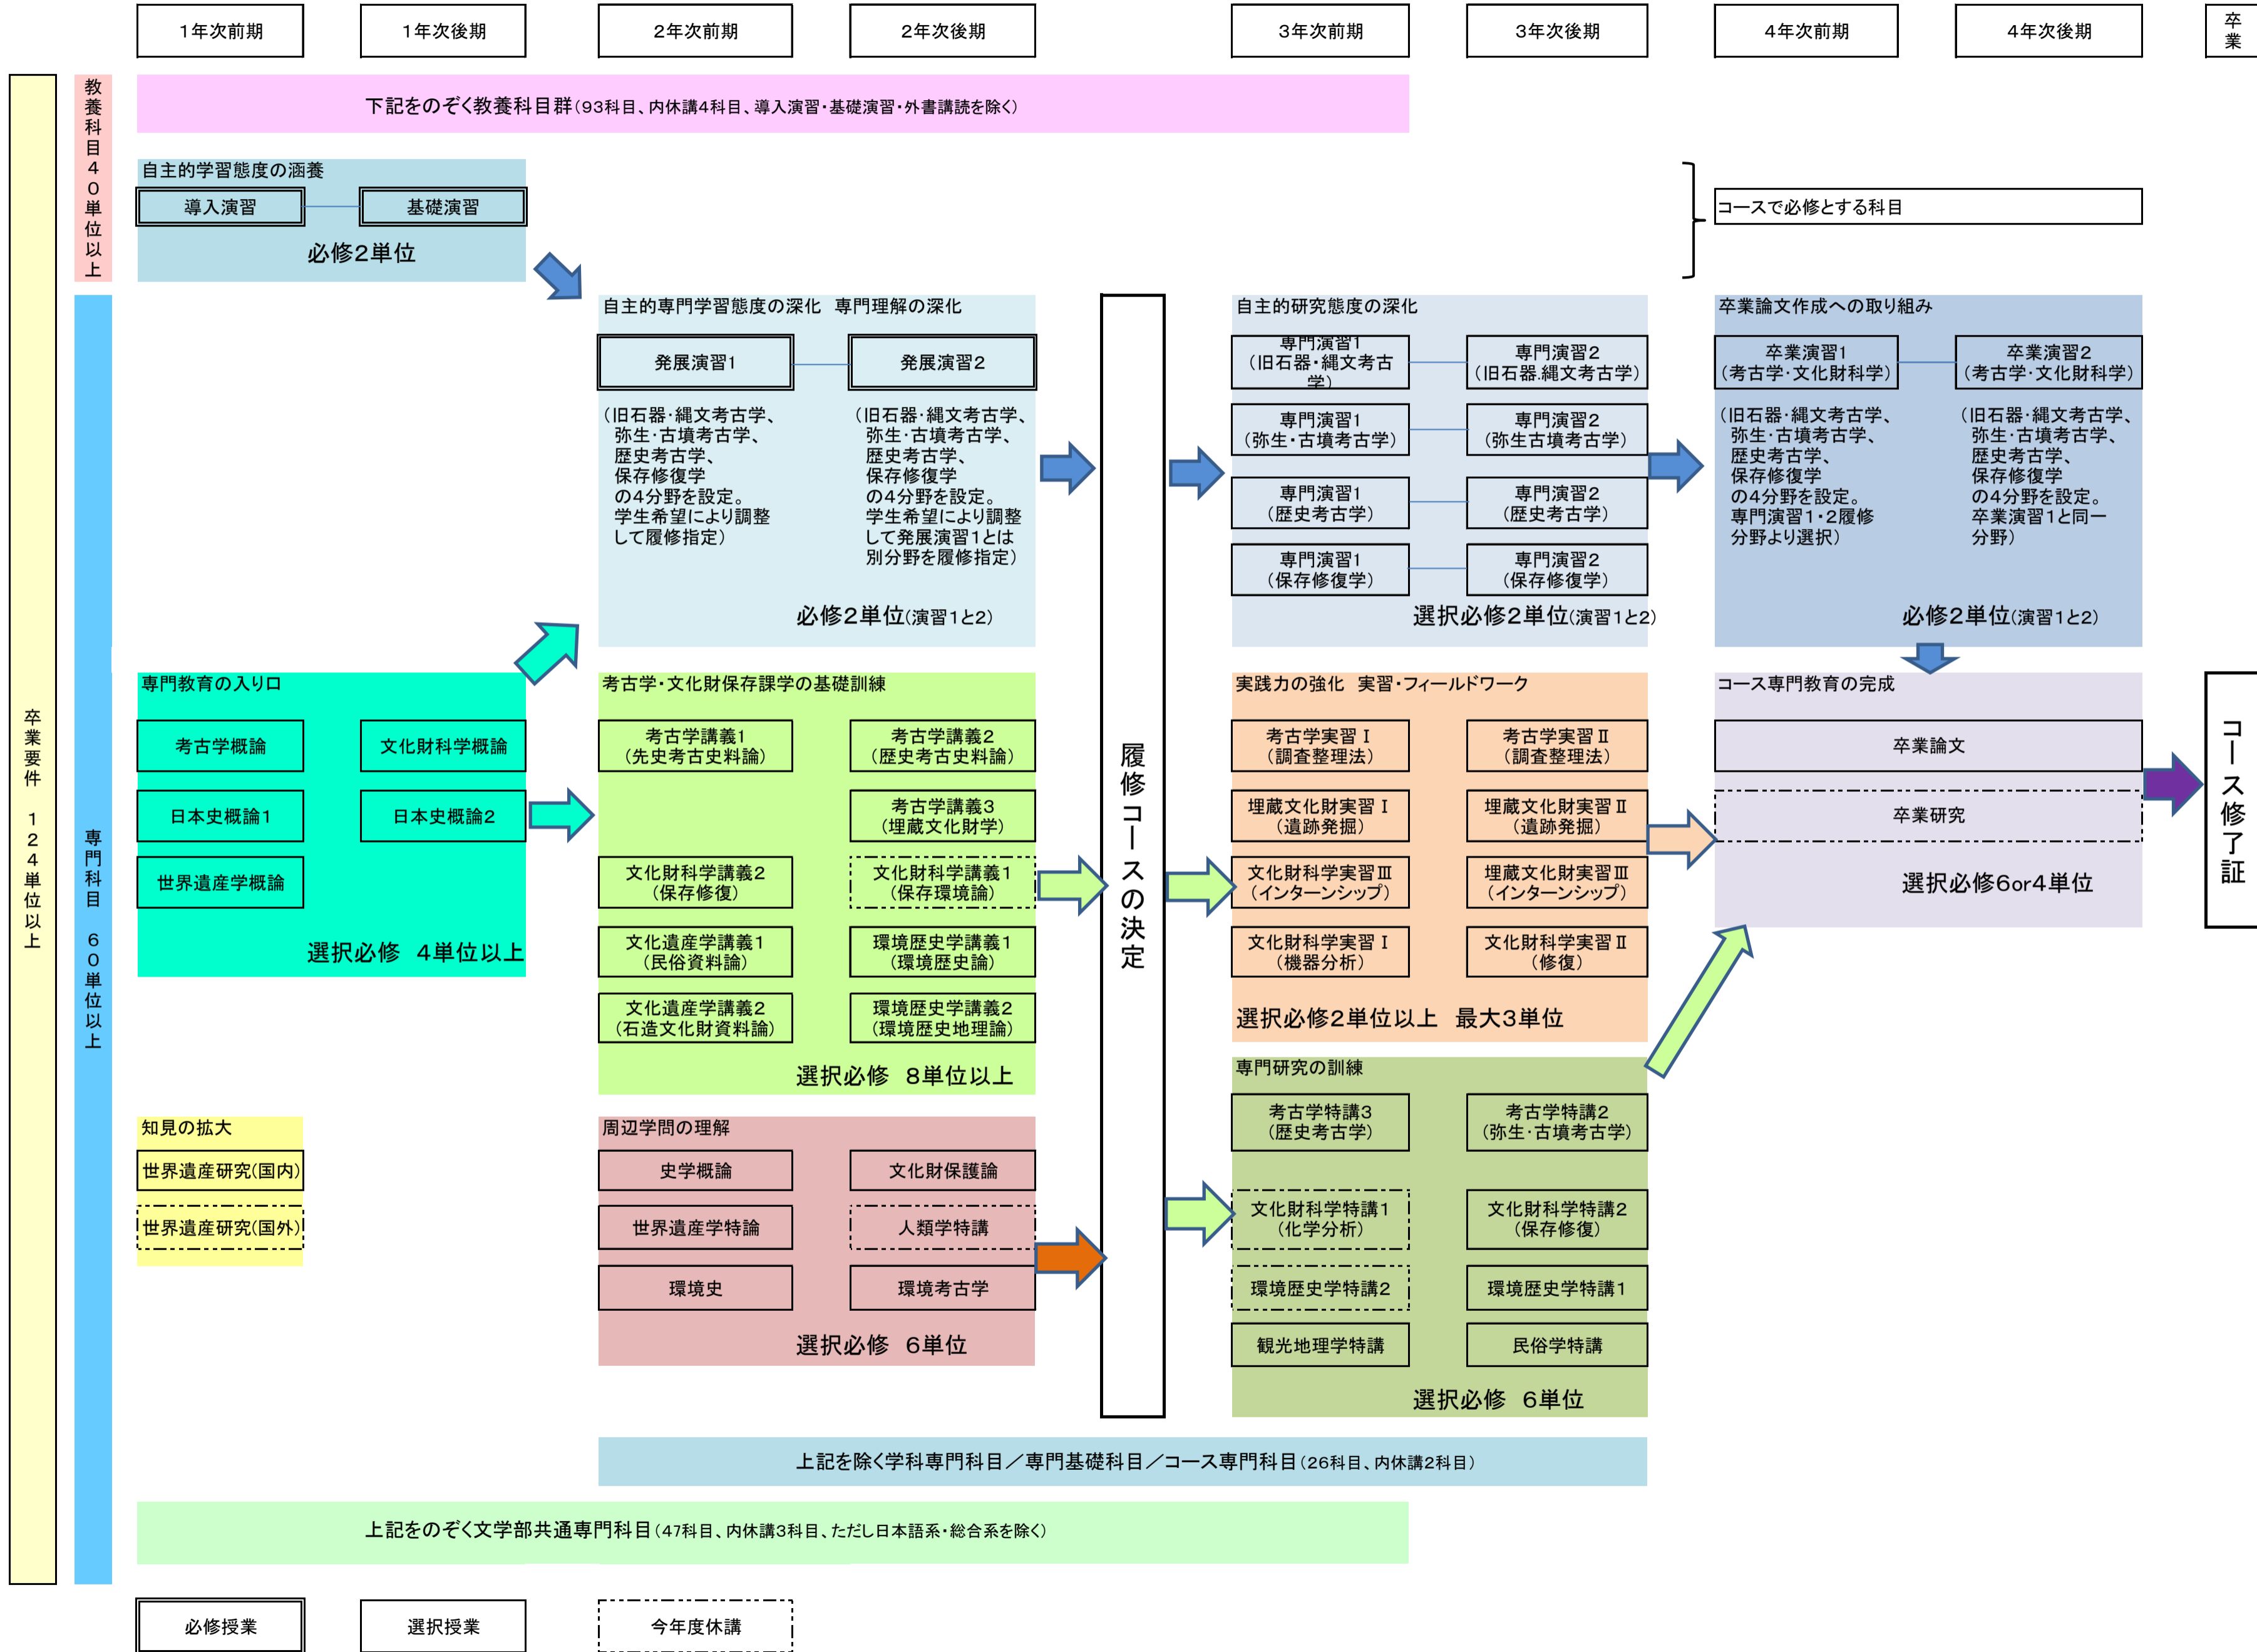 1年次前期
1年次後期
2年次前期
2年次後期
3年次前期
3年次後期
4年次前期
4年次後期
卒業
卒業要件 124単位以上
教養科目40単位以上
下記をのぞく教養科目群(93科目、内休講4科目、導入演習・基礎演習・外書講読を除く)
自主的学習態度の涵養
導入演習
基礎演習
必修2単位
コースで必修とする科目
専門科目 60単位以上
自主的専門学習態度の深化 専門理解の深化
発展演習1
発展演習2
(旧石器・縄文考古学、
弥生・古墳考古学、
歴史考古学、
保存修復学
の4分野を設定。
学生希望により調整
して履修指定)
(旧石器・縄文考古学、
弥生・古墳考古学、
歴史考古学、
保存修復学
の4分野を設定。
学生希望により調整
して発展演習1とは
別分野を履修指定)
必修2単位(演習1と2)
履修コースの決定
自主的研究態度の深化
専門演習1
(旧石器・縄文考古
学)
専門演習2
(旧石器.縄文考古学)
専門演習1
(弥生・古墳考古学)
専門演習2
(弥生古墳考古学)
専門演習1
(歴史考古学)
専門演習2
(歴史考古学)
専門演習1
(保存修復学)
専門演習2
(保存修復学)
選択必修2単位(演習1と2)
卒業論文作成への取り組み
卒業演習1
(考古学・文化財科学)
卒業演習2
(考古学・文化財科学)
(旧石器・縄文考古学、
弥生・古墳考古学、
歴史考古学、
保存修復学
の4分野を設定。
専門演習1・2履修
分野より選択)
(旧石器・縄文考古学、
弥生・古墳考古学、
歴史考古学、
保存修復学
の4分野を設定。
卒業演習1と同一
分野)
必修2単位(演習1と2)
専門教育の入り口
考古学概論
文化財科学概論
日本史概論1
日本史概論2
世界遺産学概論
選択必修 4単位以上
考古学・文化財保存課学の基礎訓練
考古学講義1
(先史考古史料論)
考古学講義2
(歴史考古史料論)
考古学講義3
(埋蔵文化財学)
文化財科学講義2
(保存修復)
文化財科学講義1
(保存環境論)
文化遺産学講義1
(民俗資料論)
環境歴史学講義1
(環境歴史論)
文化遺産学講義2
(石造文化財資料論)
環境歴史学講義2
(環境歴史地理論)
選択必修 8単位以上
実践力の強化 実習・フィールドワーク
考古学実習Ⅰ
(調査整理法)
考古学実習Ⅱ
(調査整理法)
埋蔵文化財実習Ⅰ
(遺跡発掘)
埋蔵文化財実習Ⅱ
(遺跡発掘)
文化財科学実習Ⅲ
(インターンシップ)
埋蔵文化財実習Ⅲ
(インターンシップ)
文化財科学実習Ⅰ
(機器分析)
文化財科学実習Ⅱ
(修復)
選択必修2単位以上 最大3単位
コース専門教育の完成
卒業論文
卒業研究
選択必修6or4単位
コース修了証
知見の拡大
世界遺産研究(国内)
世界遺産研究(国外)
周辺学問の理解
史学概論
文化財保護論
世界遺産学特論
人類学特講
環境史
環境考古学
選択必修 6単位
専門研究の訓練
考古学特講3
(歴史考古学)
考古学特講2
(弥生・古墳考古学)
文化財科学特講1
(化学分析)
文化財科学特講2
(保存修復)
環境歴史学特講2
環境歴史学特講1
観光地理学特講
民俗学特講
選択必修 6単位
上記を除く学科専門科目/専門基礎科目/コース専門科目(26科目、内休講2科目)
上記をのぞく文学部共通専門科目(47科目、内休講3科目、ただし日本語系・総合系を除く)
必修授業
選択授業
今年度休講